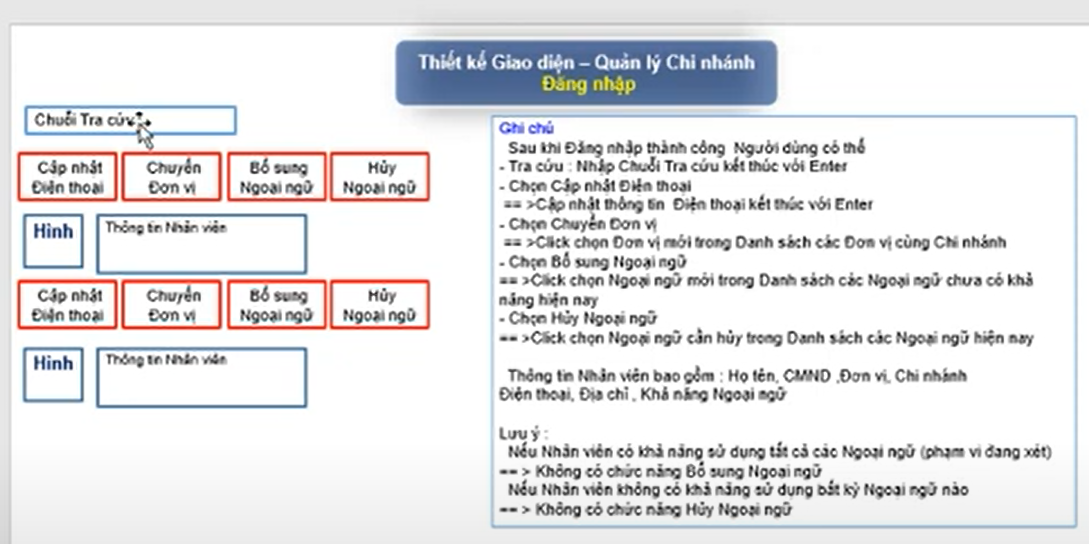 Thiết kế Giao diện – Quản lý Chi nhánh
Đăng nhập
Chuỗi Tra cứu
Cập nhật
Điện thoại
Chuyển
Đơn vị
Bổ sung
Ngoại ngữ
Hủy
Ngoại ngữ
Hình
Thông tin Nhân viên
Cập nhật
Điện thoại
Chuyển
Đơn vị
Bổ sung
Ngoại ngữ
Hủy
Ngoại ngữ
Hình
Thông tin Nhân viên
Ghi chú
Sau khi Đăng nhập thành công Người dùng có thể
- Tra cứu : Nhập Chuỗi Tra cứu kết thúc với Enter
- Chọn Cập nhật Điện thoại
== >Cập nhật thông tin Điện thoại kết thúc với Enter
- Chọn Chuyển Đơn vị
== >Click chọn Đơn vị mới trong Danh sách các Đơn vị cùng Chi nhánh
- Chọn Bổ sung Ngoại ngữ
== >Click chọn Ngoại ngữ mới trong Danh sách các Ngoại ngữ chưa có khả
năng hiện nay
- Chọn Hủy Ngoại ngữ
== >Click chọn Ngoại ngữ cần hủy trong Danh sách các Ngoại ngữ hiện nay
Thông tin Nhân viên bao gồm : Họ tên, CMND ,Đơn vị, Chi nhánh
Điện thoại, Địa chỉ , Khả năng Ngoại ngữ
Lưu ý :
Nếu Nhân viên có khả năng sử dụng tất cả các Ngoại ngữ (phạm vi đang xét)
== > Không có chức năng Bổ sung Ngoại ngữ
Nếu Nhân viên không có khả năng sử dụng bất kỳ Ngoại ngữ nào
== > Không có chức năng Hủy Ngoại ngữ